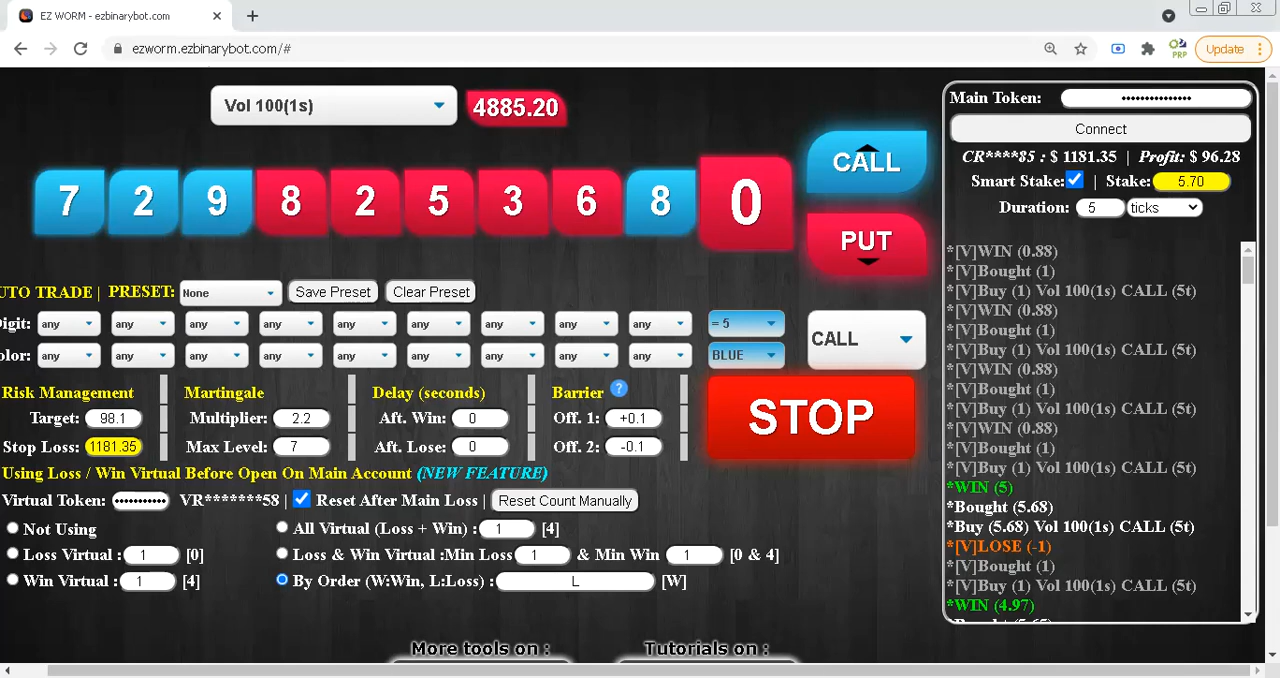 EZ WORM - ezbinarybot.com
ezworm.ezbinarybot.com/#
PRP
Update
Vol 100(1s)
4885.20
7 2 9 8 2 5 3 6 8 0
CALL
PUT
UTO TRADE | PRESET: None Save Preset Clear Preset
Digit: any any any any any any any any any = 5
Color: any any any any any any any any any BLUE
CALL
STOP
Risk Management Martingale Delay (seconds) Barrier ?
Target: 98.1 Multiplier: 2.2 Aft. Win: 0 Off. 1: +0.1
Stop Loss: 1181.35 Max Level: 7 Aft. Lose: 0 Off. 2: -0.1
Using Loss / Win Virtual Before Open On Main Account (NEW FEATURE)
Virtual Token: ••••••••••• VR*******58 | Reset After Main Loss | Reset Count Manually
Not Using All Virtual (Loss + Win) : 1 [4]
Loss Virtual : 1 [0] Loss & Win Virtual :Min Loss 1 & Min Win 1 [0 & 4]
Win Virtual : 1 [4] By Order (W:Win, L:Loss) : L [W]
More tools on : Tutorials on :
Main Token: •••••••••••••••
Connect
CR****85 : $ 1181.35 | Profit: $ 96.28
Smart Stake: | Stake: 5.70
Duration: 5 ticks
*[V]WIN (0.88)
*[V]Bought (1)
*[V]Buy (1) Vol 100(1s) CALL (5t)
*[V]WIN (0.88)
*[V]Bought (1)
*[V]Buy (1) Vol 100(1s) CALL (5t)
*[V]WIN (0.88)
*[V]Bought (1)
*[V]Buy (1) Vol 100(1s) CALL (5t)
*[V]WIN (0.88)
*[V]Bought (1)
*[V]Buy (1) Vol 100(1s) CALL (5t)
*WIN (5)
*Bought (5.68)
*Buy (5.68) Vol 100(1s) CALL (5t)
*[V]LOSE (-1)
*[V]Bought (1)
*[V]Buy (1) Vol 100(1s) CALL (5t)
*WIN (4.97)
*Bought (5.65)